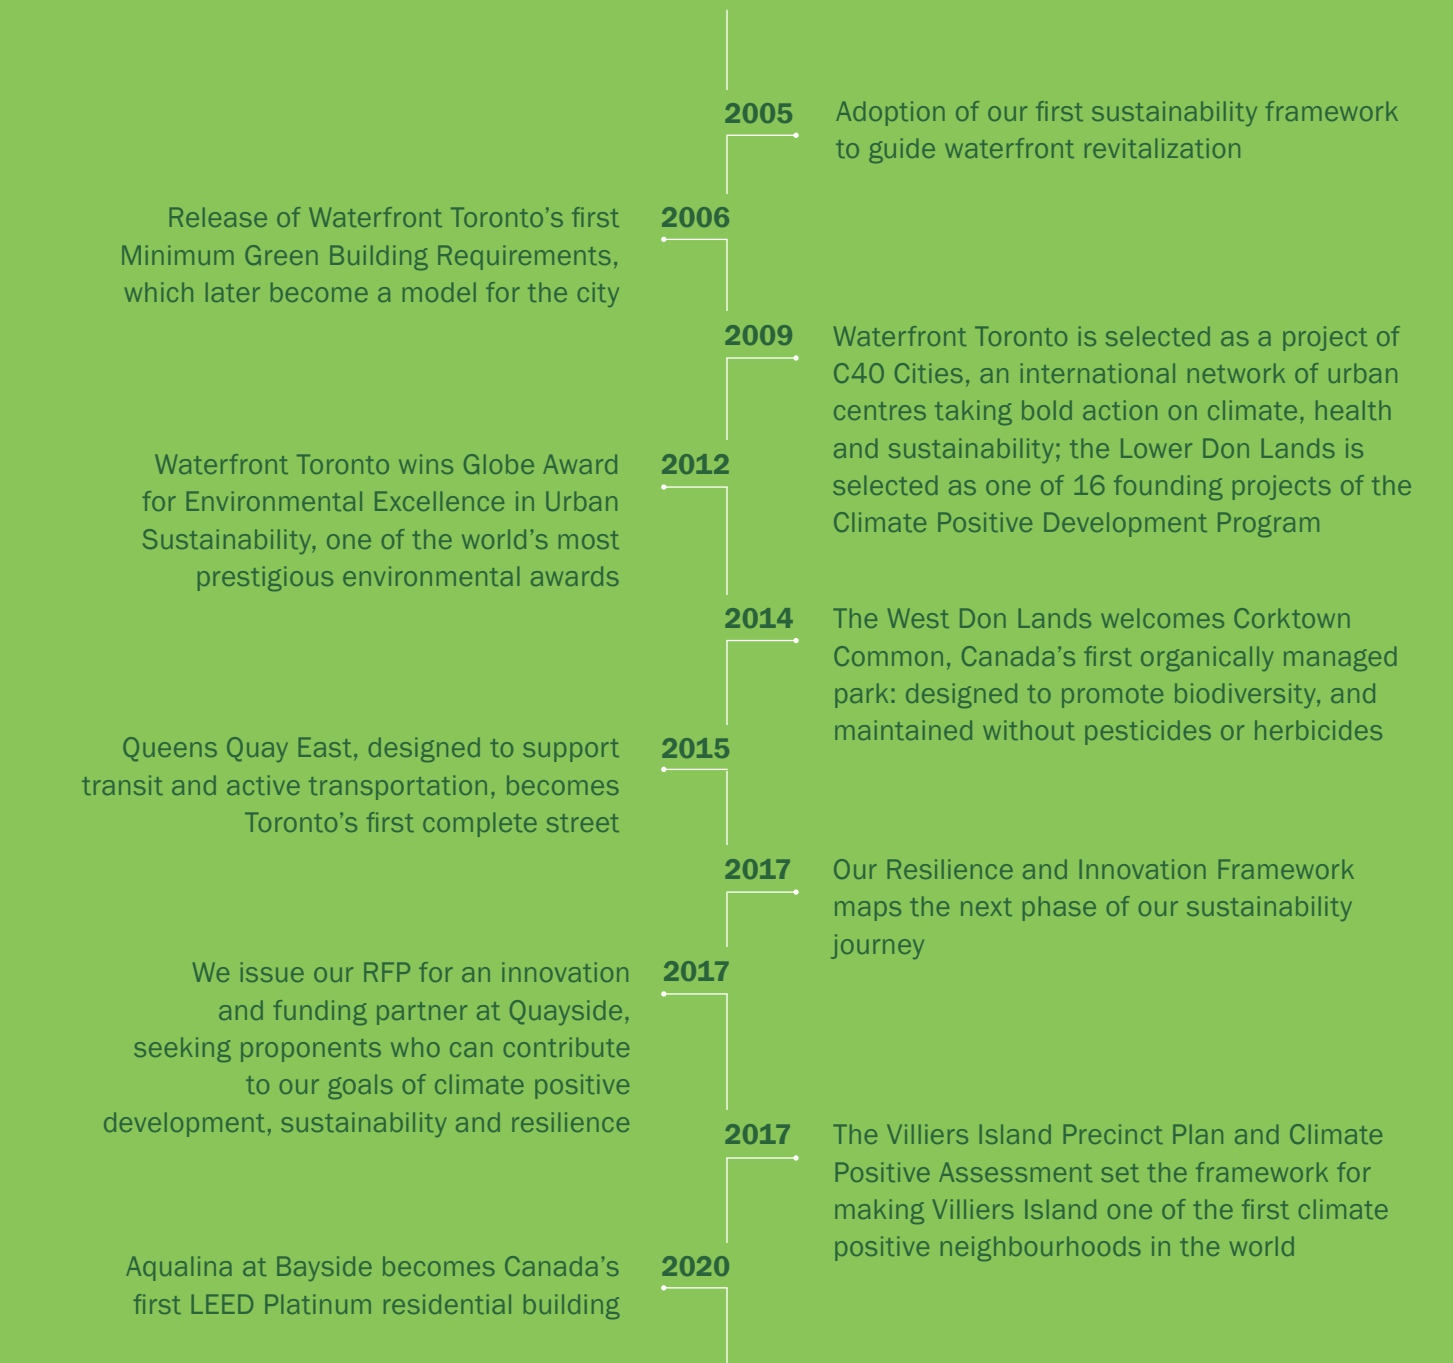 2005
Adoption of our first sustainability framework
to guide waterfront revitalization
2006
Release of Waterfront Toronto’s first
Minimum Green Building Requirements,
which later become a model for the city
2009
Waterfront Toronto is selected as a project of
C40 Cities, an international network of urban
centres taking bold action on climate, health
and sustainability; the Lower Don Lands is
selected as one of 16 founding projects of the
Climate Positive Development Program
2012
Waterfront Toronto wins Globe Award
for Environmental Excellence in Urban
Sustainability, one of the world’s most
prestigious environmental awards
2014
The West Don Lands welcomes Corktown
Common, Canada’s first organically managed
park: designed to promote biodiversity, and
maintained without pesticides or herbicides
2015
Queens Quay East, designed to support
transit and active transportation, becomes
Toronto’s first complete street
2017
Our Resilience and Innovation Framework
maps the next phase of our sustainability
journey
2017
We issue our RFP for an innovation
and funding partner at Quayside,
seeking proponents who can contribute
to our goals of climate positive
development, sustainability and resilience
2017
The Villiers Island Precinct Plan and Climate
Positive Assessment set the framework for
making Villiers Island one of the first climate
positive neighbourhoods in the world
2020
Aqualina at Bayside becomes Canada’s
first LEED Platinum residential building